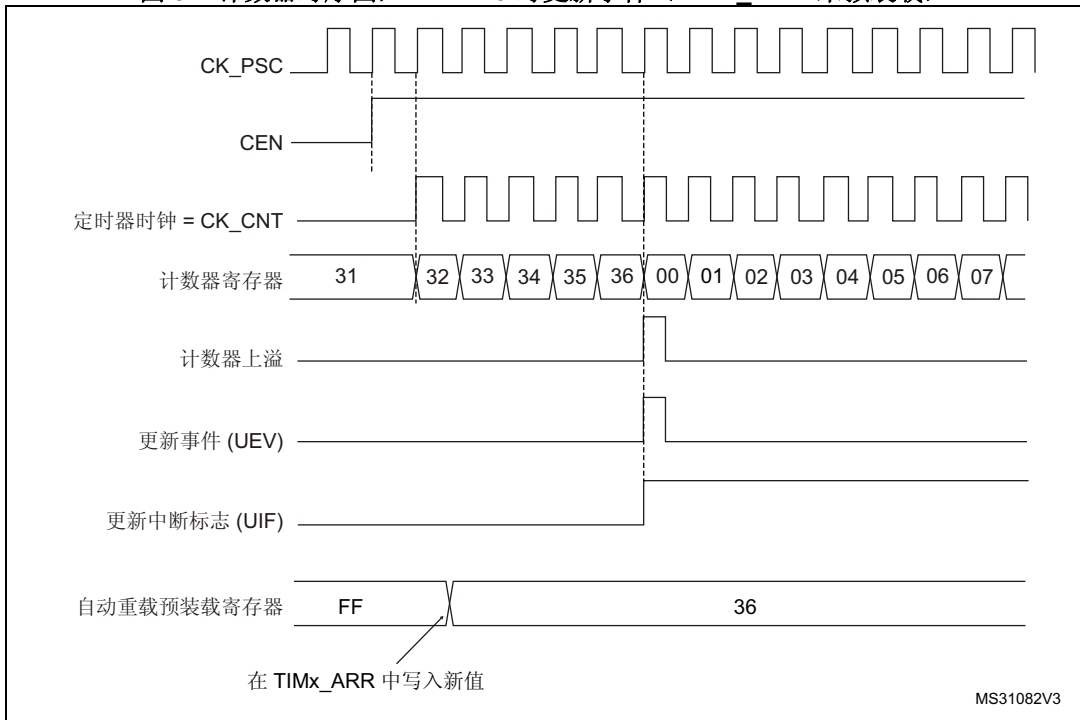 CK_PSC
CEN
定时器时钟 = CK_CNT
计数器寄存器 31 32 33 34 35 36 00 01 02 03 04 05 06 07
计数器上溢
更新事件 (UEV)
更新中断标志 (UIF)
自动重载预装载寄存器 FF 36
在 TIMx_ARR 中写入新值
MS31082V3